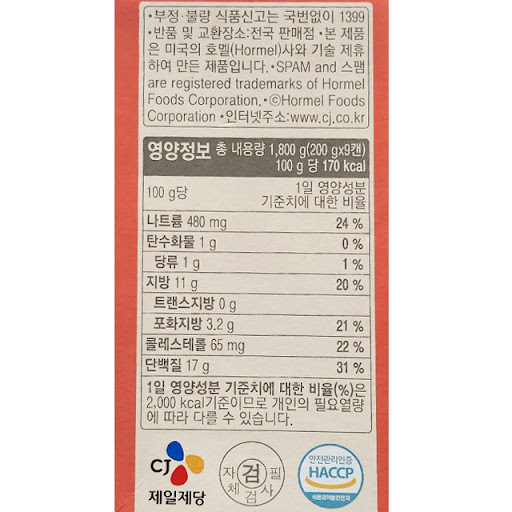 •부정·불량 식품신고는 국번없이 1399
•반품 및 교환장소:전국 판매점 •본 제품
은 미국의 호멜(Hormel)사와 기술 제휴
하여 만든 제품입니다.•SPAM and 스팸
are registered trademarks of Hormel
Foods Corporation.•ⓒHormel Foods
Corporation •인터넷주소:www.cj.co.kr
영양정보 총 내용량 1,800 g(200 gx9캔)
100 g 당 170 kcal
100 g당 1일 영양성분
기준치에 대한 비율
나트륨 480 mg 24 %
탄수화물 1 g 0 %
당류 1 g 1 %
지방 11 g 20 %
트랜스지방 0 g
포화지방 3.2 g 21 %
콜레스테롤 65 mg 22 %
단백질 17 g 31 %
1일 영양성분 기준치에 대한 비율(%)은
2,000 kcal기준이므로 개인의 필요열량
에 따라 다를 수 있습니다.
CJ
제일제당
자체검사필
검
안전관리인증
HACCP
식품의약품안전처